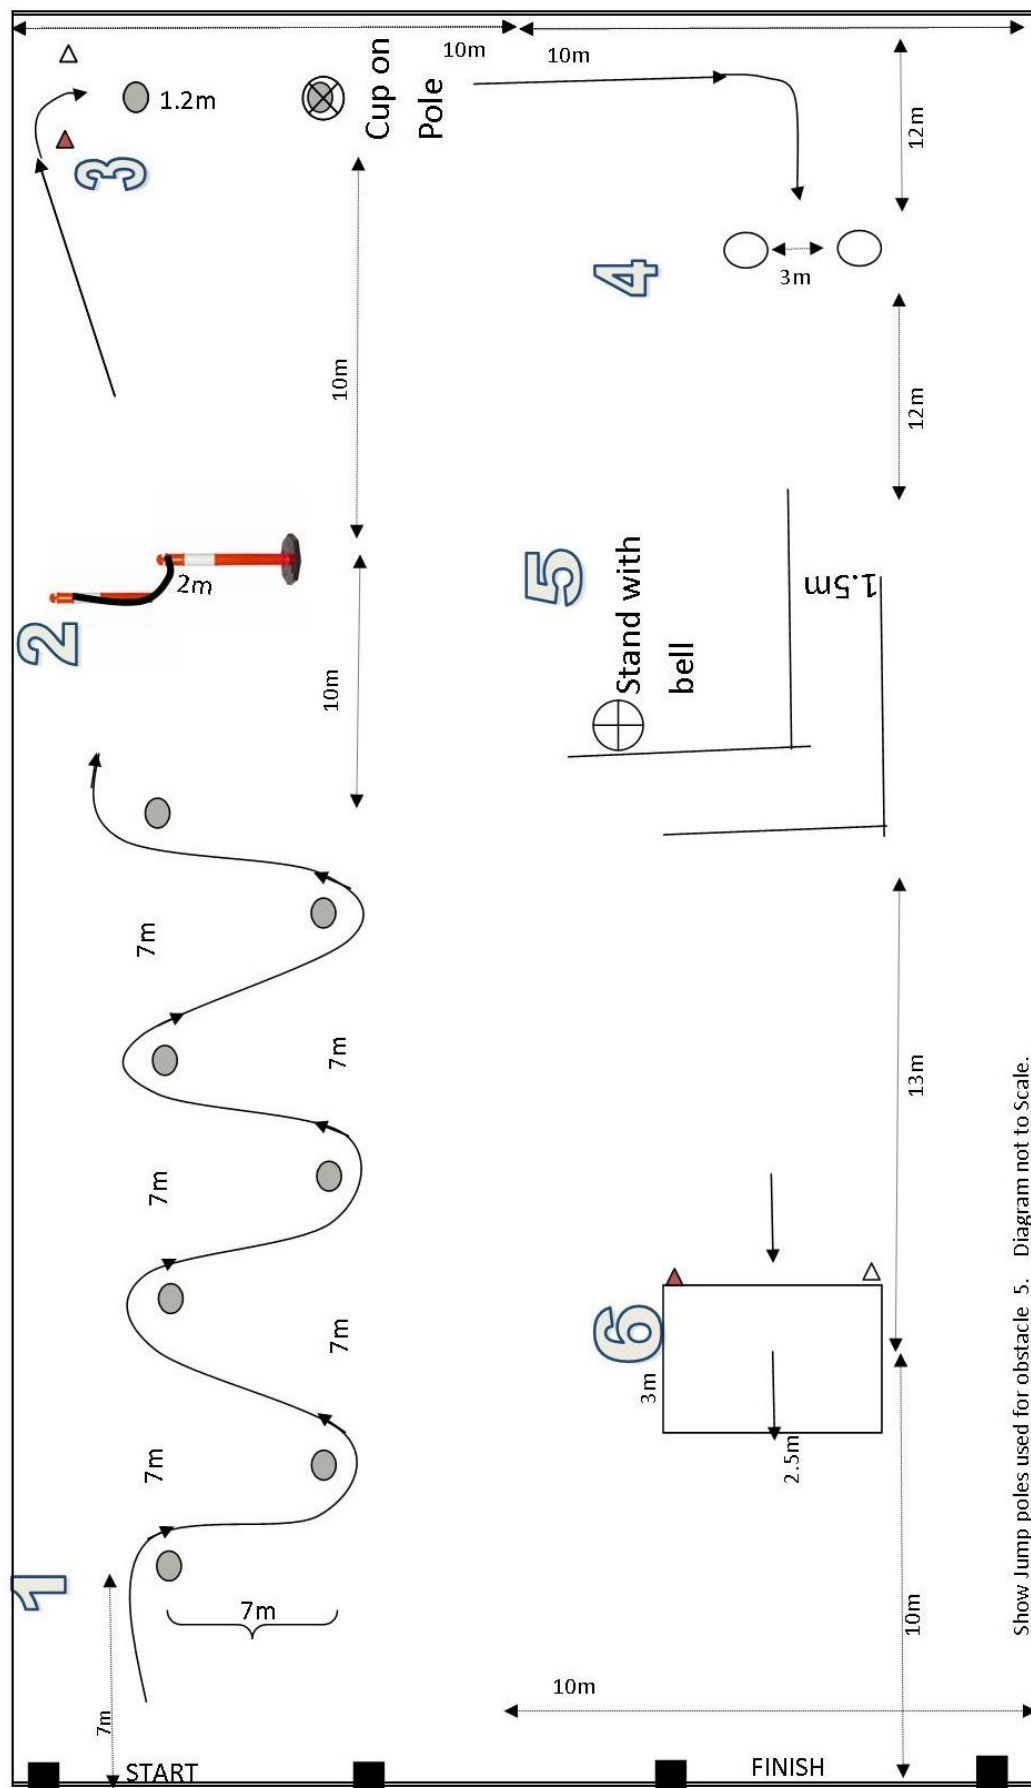 10m
10m
1.2m
3
Cup on
Pole
12m
4
3m
10m
12m
2
2m
5
Stand with
bell
1.5m
10m
7m
7m
13m
7m
7m
6
3m
2.5m
7m
1
7m
7m
10m
10m
START
FINISH
Show Jump poles used for obstacle 5. Diagram not to Scale.